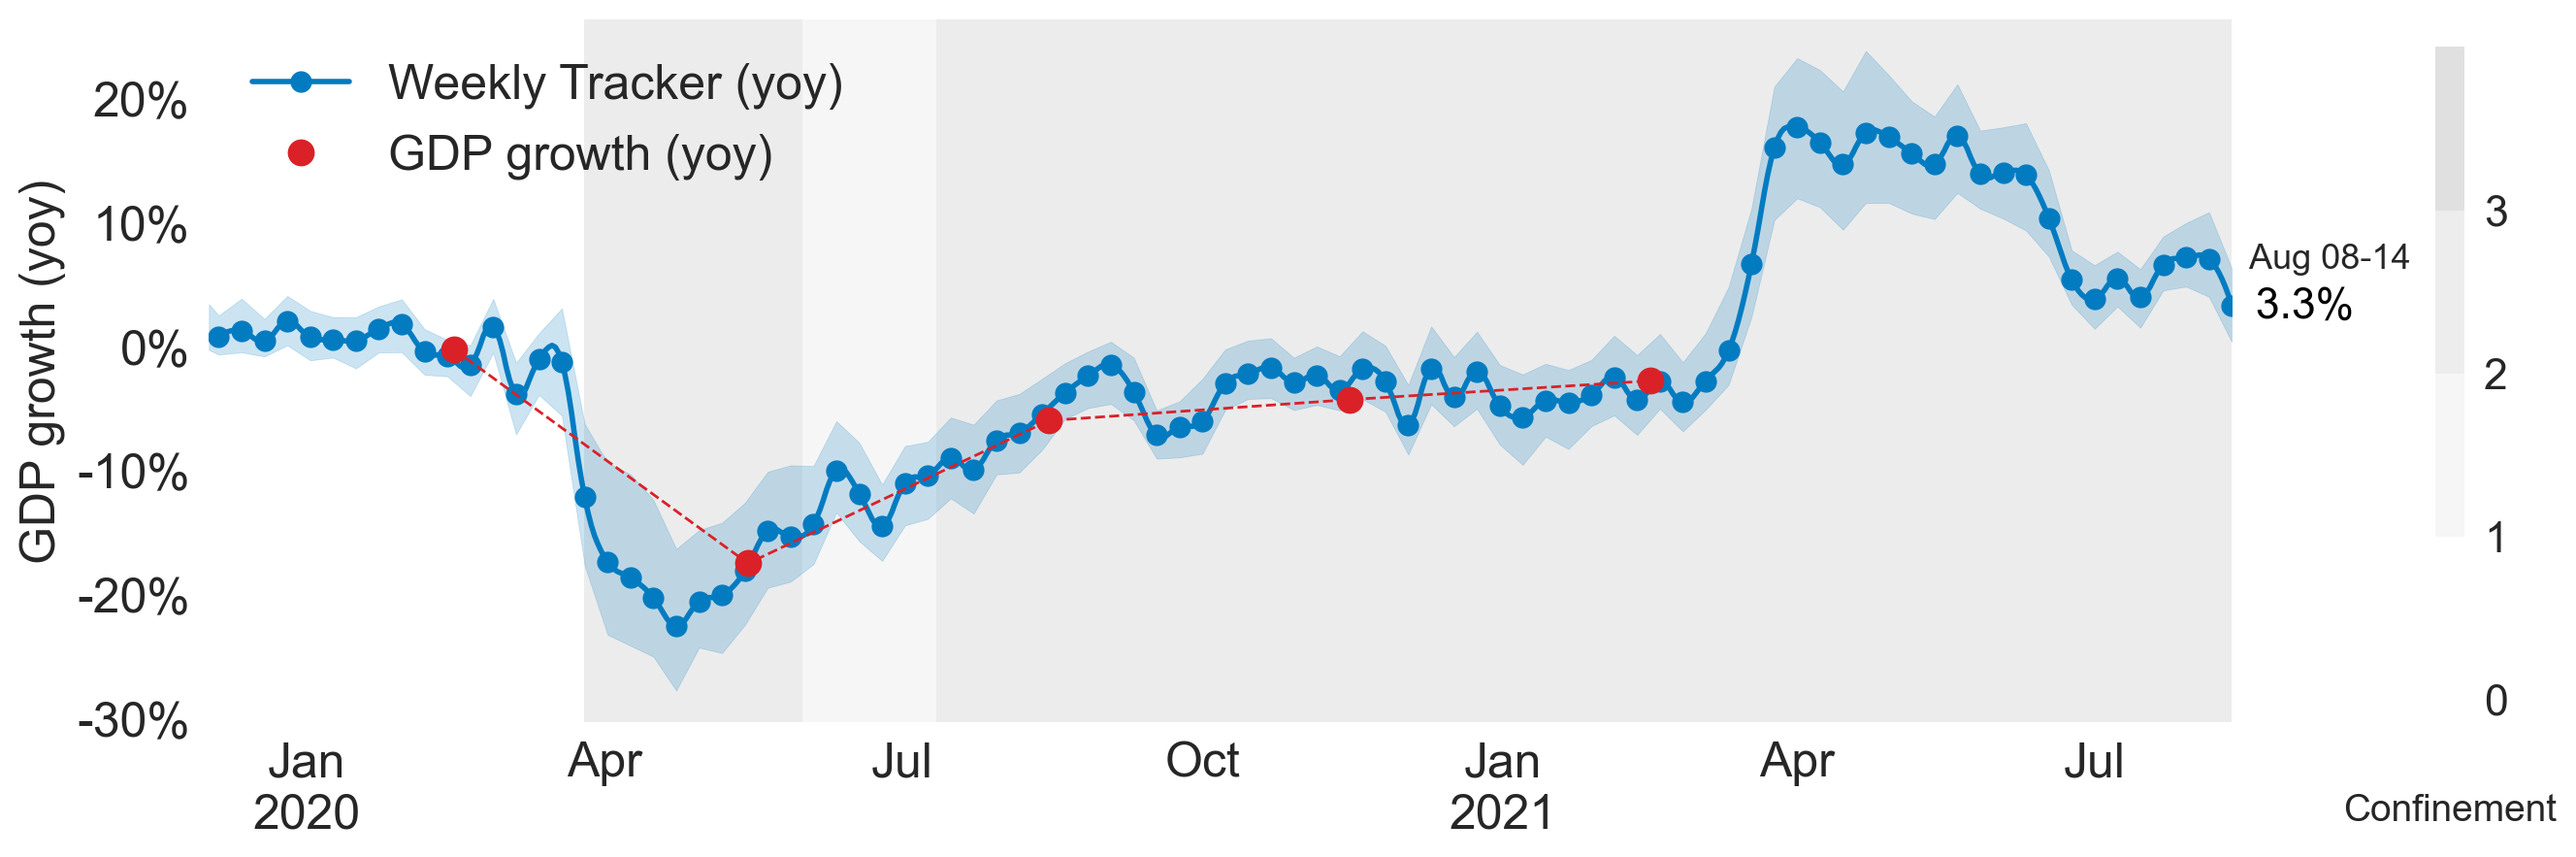 Weekly Tracker (yoy)
GDP growth (yoy)
GDP growth (yoy)
20%
10%
0%
-10%
-20%
-30%
Jan
2020
Apr
Jul
Oct
Jan
2021
Apr
Jul
Aug 08-14
3.3%
3
2
1
0
Confinement